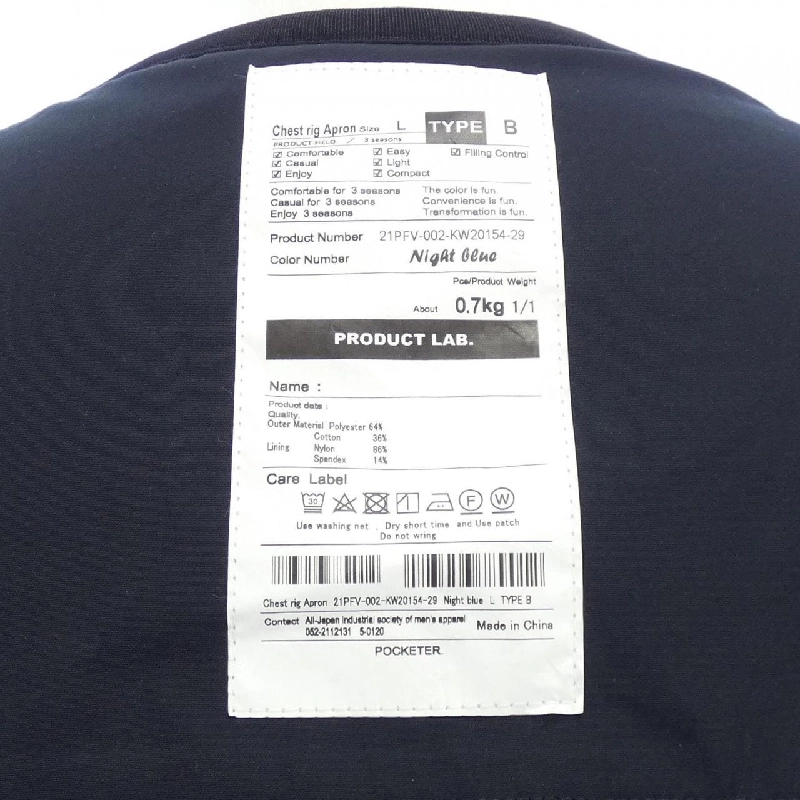 Chest rig Apron Size L TYPE B
PRODUCT HELD / 3 seasons
Comfortable Easy Filling Control
Casual Light
Enjoy Compact
Comfortable for 3 seasons The color is fun.
Casual for 3 seasons Convenience is fun.
Enjoy 3 seasons Transformation is fun.
Product Number 21PFV-002-KW20154-29
Color Number Night blue
Pce/Product Weight
About 0.7kg 1/1
PRODUCT LAB.
Name :
Product date :
Quality.
Outer Material Polyester 64%
Cotton 36%
Lining Nylon 86%
Spandex 14%
Care Label
30 F W
Use washing net . Dry short time and Use patch
Do not wring
Chest rig Apron 21PFV-002-KW20154-29 Night blue L TYPE B
Contact All-Japan Industrial society of men's apparel Made in China
052-2112131 5-0120
POCKETER.